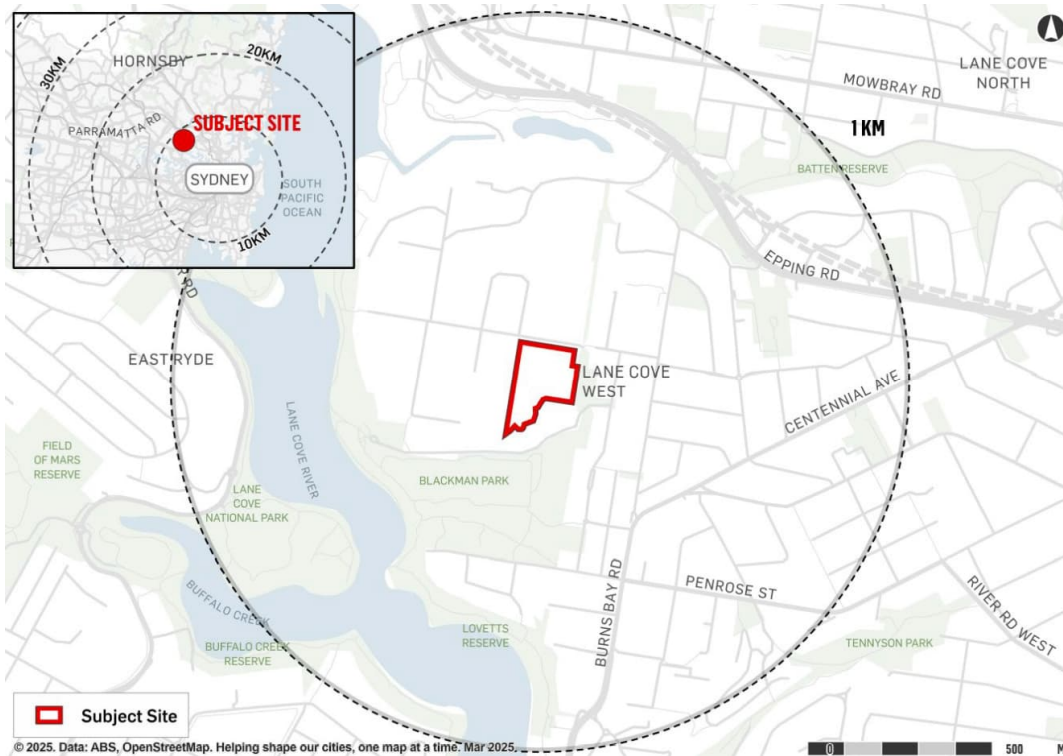 HORNSBY
20KM
30KM
PARRAMATTA RD
SUBJECT SITE
SYDNEY
SOUTH
PACIFIC
OCEAN
10KM
LANE COVE
NORTH
MOWBRAY RD
1 KM
BATTEN RESERVE
EPPING RD
RD
EAST RYDE
LANE COVE
WEST
CENTENNIAL AVE
LANE COVE RIVER
FIELD
OF MARS
RESERVE
BLACKMAN PARK
LANE
COVE
NATIONAL PARK
PENROSE ST
BUFFALO CREEK
BURNS BAY RD
RIVER RD WEST
LOVETTS
RESERVE
TENNYSON PARK
BUFFALO CREEK
RESERVE
Subject Site
© 2025. Data: ABS, OpenStreetMap. Helping shape our cities, one map at a time. Mar 2025.
0 500